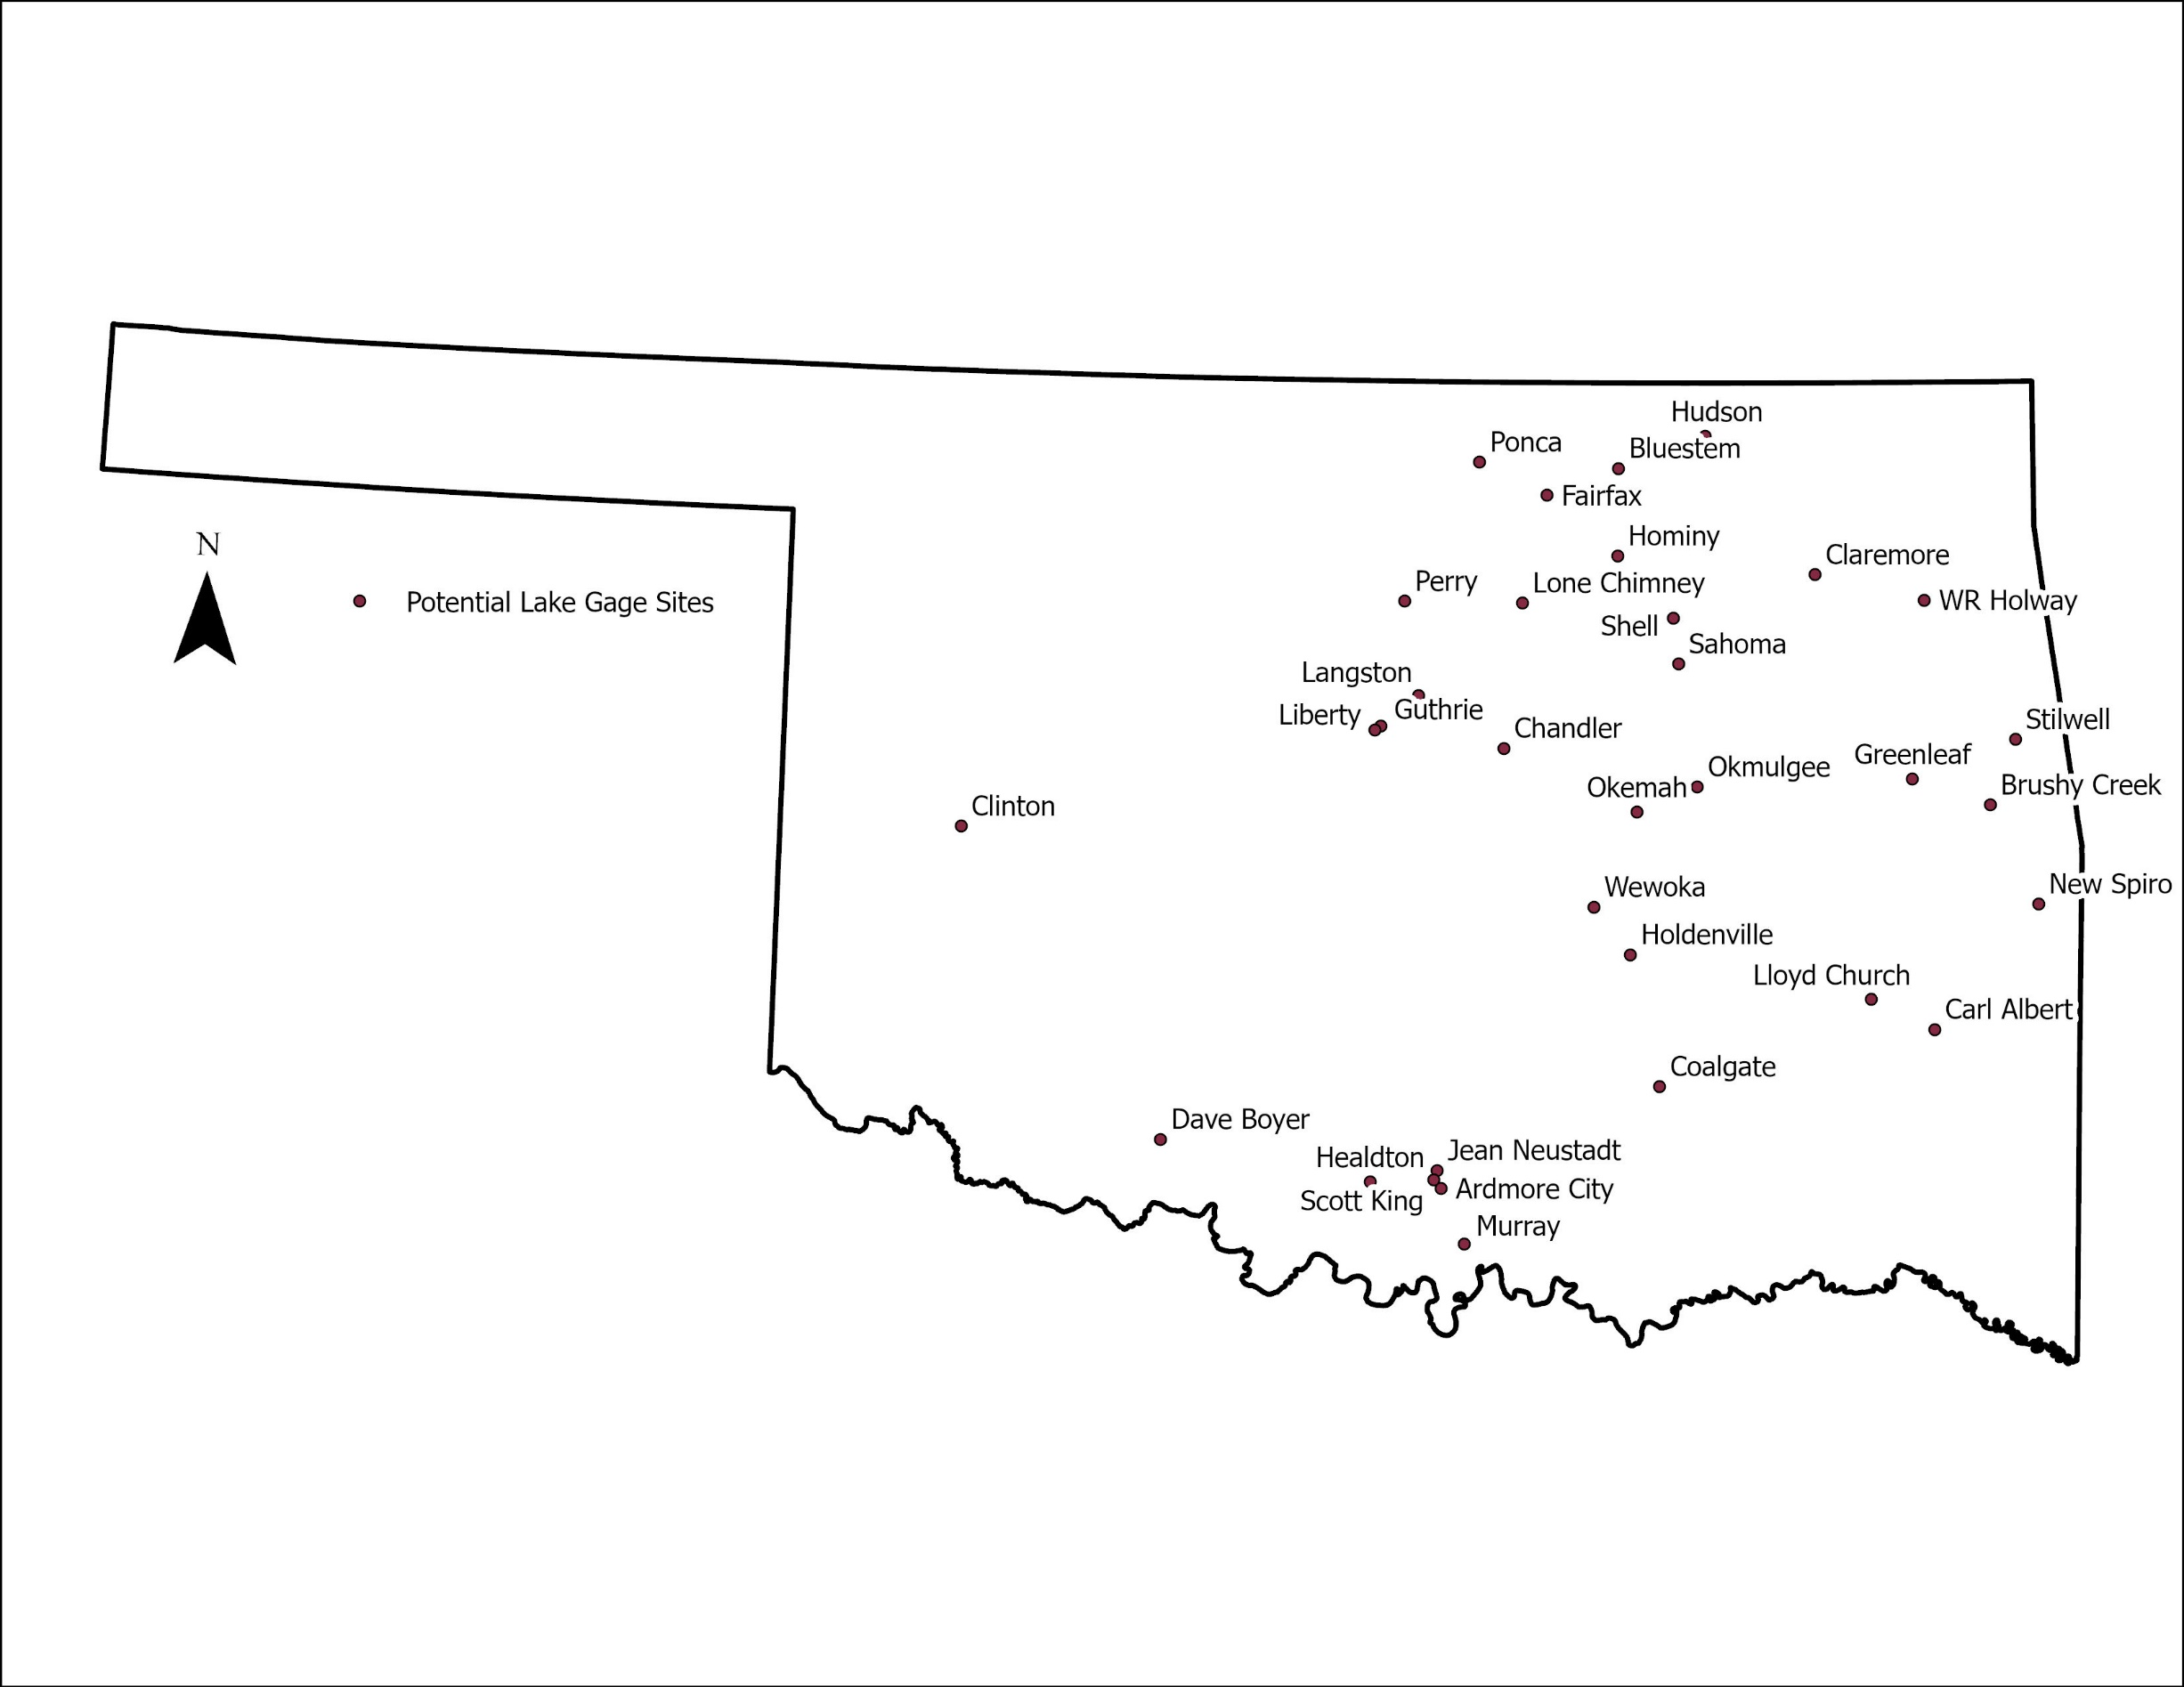 Hudson
Ponca
Bluestem
Fairfax
Hominy
N
Claremore
Perry
Lone Chimney
Potential Lake Gage Sites
WR Holway
Shell
Sahoma
Langston
Guthrie
Liberty
Stilwell
Chandler
Greenleaf
Okmulgee
Brushy Creek
Okemah
Clinton
New Spiro
Wewoka
Holdenville
Lloyd Church
Carl Albert
Coalgate
Dave Boyer
Jean Neustadt
Healdton
Ardmore City
Scott King
Murray